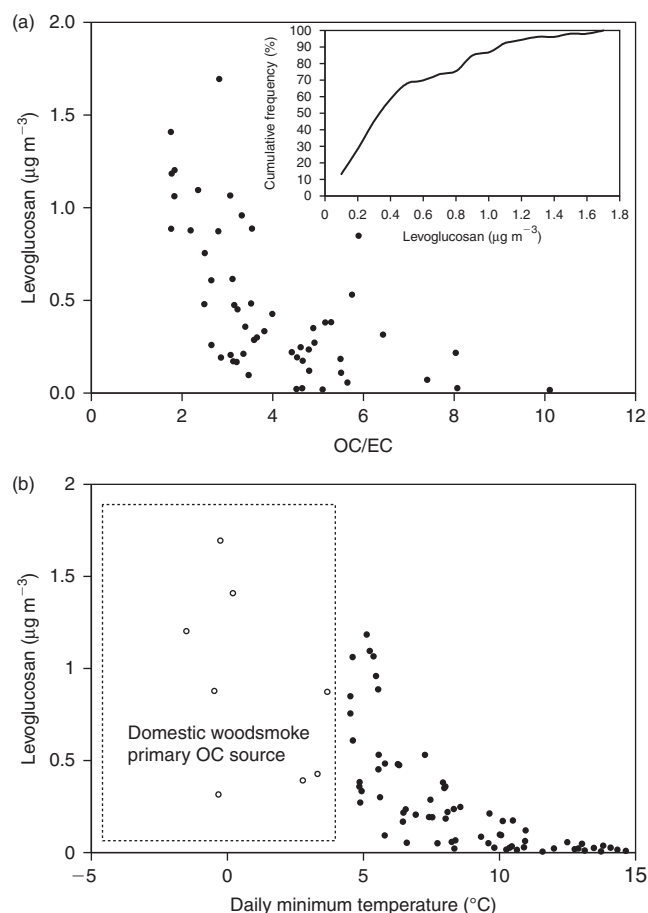 (a)
2.0
1.5
1.0
0.5
0.0
Levoglucosan (μg m−3)
0 2 4 6 8 10 12
OC/EC
100
90
80
70
60
50
40
30
20
10
0
Cumulative frequency (%)
0 0.2 0.4 0.6 0.8 1.0 1.2 1.4 1.6 1.8
Levoglucosan (μg m−3)
(b)
2
1.5
1
0.5
0
Levoglucosan (μg m−3)
Domestic woodsmoke
primary OC source
−5 0 5 10 15
Daily minimum temperature (°C)